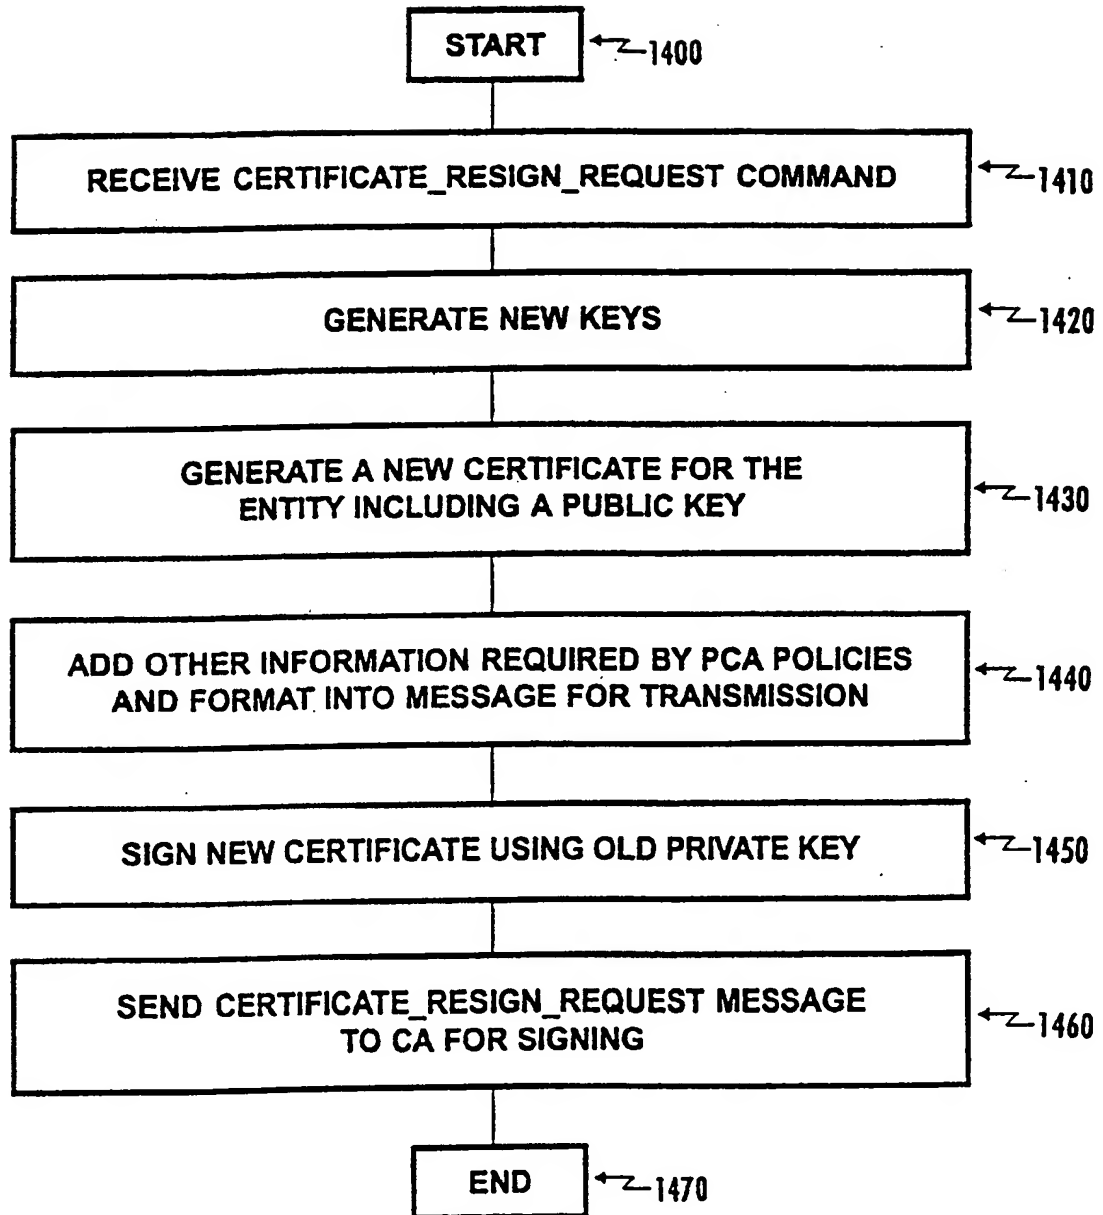 START
1400
RECEIVE CERTIFICATE_RESIGN_REQUEST COMMAND
1410
GENERATE NEW KEYS
1420
GENERATE A NEW CERTIFICATE FOR THE
ENTITY INCLUDING A PUBLIC KEY
1430
ADD OTHER INFORMATION REQUIRED BY PCA POLICIES
AND FORMAT INTO MESSAGE FOR TRANSMISSION
1440
SIGN NEW CERTIFICATE USING OLD PRIVATE KEY
1450
SEND CERTIFICATE_RESIGN_REQUEST MESSAGE
TO CA FOR SIGNING
1460
END
1470